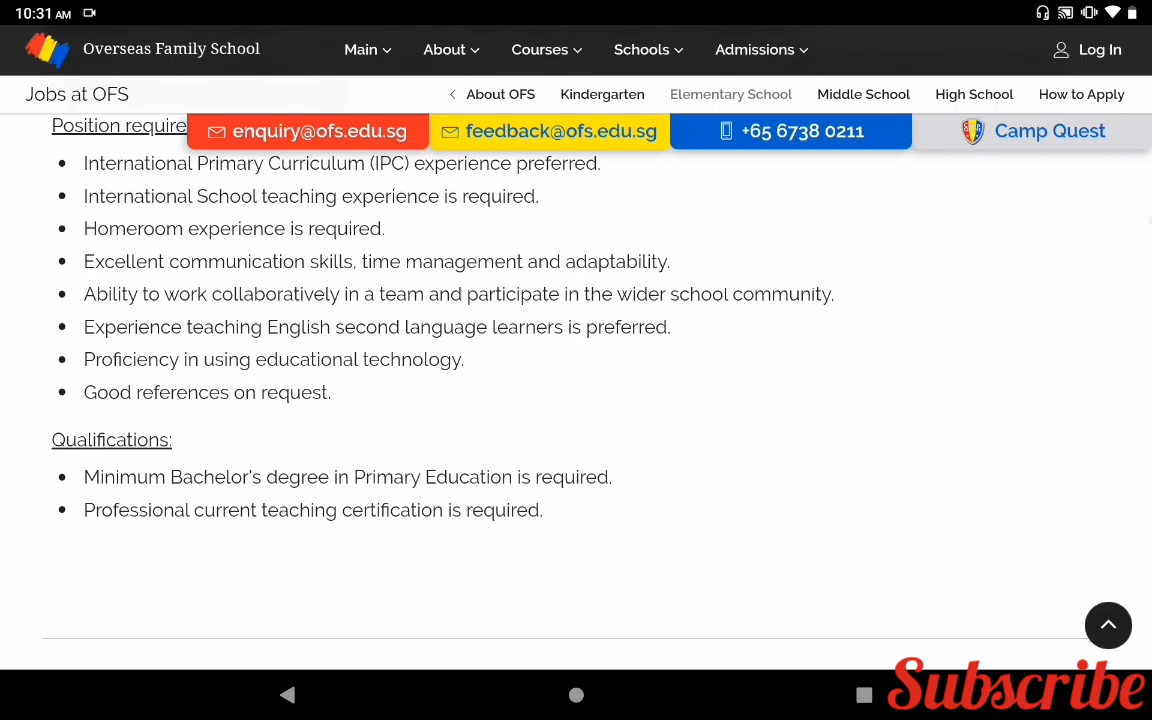 10:31 AM
Overseas Family School
Main
About
Courses
Schools
Admissions
Log In
Jobs at OFS
About OFS
Kindergarten
Elementary School
Middle School
High School
How to Apply
Position require
enquiry@ofs.edu.sg
feedback@ofs.edu.sg
+65 6738 0211
Camp Quest
• International Primary Curriculum (IPC) experience preferred.
• International School teaching experience is required.
• Homeroom experience is required.
• Excellent communication skills, time management and adaptability.
• Ability to work collaboratively in a team and participate in the wider school community.
• Experience teaching English second language learners is preferred.
• Proficiency in using educational technology.
• Good references on request.
Qualifications:
• Minimum Bachelor's degree in Primary Education is required.
• Professional current teaching certification is required.
Subscribe